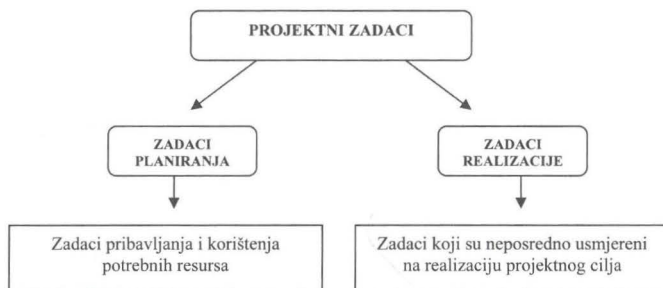 PROJEKTNI ZADACI
ZADACI
PLANIRANJA
ZADACI
REALIZACIJE
Zadaci pribavljanja i korištenja
potrebnih resursa
Zadaci koji su neposredno usmjereni
na realizaciju projektnog cilja